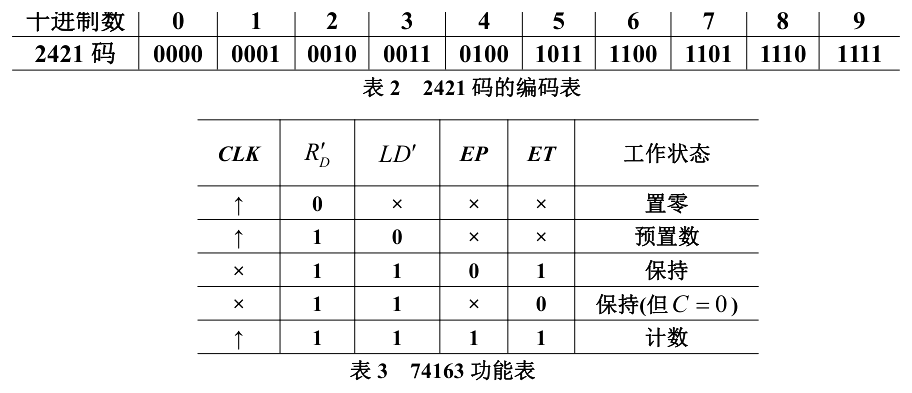 十进制数 0 1 2 3 4 5 6 7 8 9
2421 码 0000 0001 0010 0011 0100 1011 1100 1101 1110 1111
表 2 2421 码的编码表
CLK R′D LD′ EP ET 工作状态
↑ 0 × × × 置零
↑ 1 0 × × 预置数
× 1 1 0 1 保持
× 1 1 × 0 保持(但 C = 0 )
↑ 1 1 1 1 计数
表 3 74163 功能表